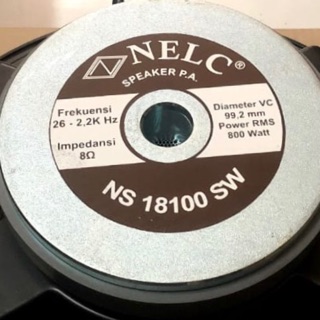 NELC®
SPEAKER P.A.
Frekuensi
26 - 2,2K Hz
Impedansi
8Ω
Diameter VC
99,2 mm
Power RMS
800 Watt
NS 18100 SW